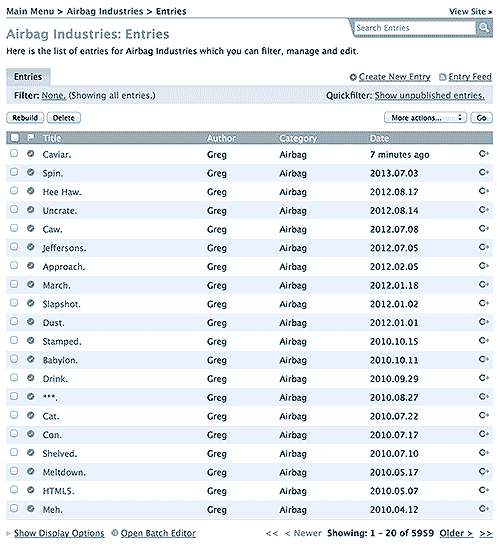 Main Menu > Airbag Industries > Entries View Site »
Airbag Industries: Entries Search Entries
Here is the list of entries for Airbag Industries which you can filter, manage and edit.
Entries Create New Entry Entry Feed
Filter: None. (Showing all entries.) Quickfilter: Show unpublished entries.
Rebuild Delete More actions... Go
Title Author Category Date
Caviar. Greg Airbag 7 minutes ago
Spin. Greg Airbag 2013.07.03
Hee Haw. Greg Airbag 2012.08.17
Uncrate. Greg Airbag 2012.08.14
Caw. Greg Airbag 2012.07.08
Jeffersons. Greg Airbag 2012.07.05
Approach. Greg Airbag 2012.02.05
March. Greg Airbag 2012.01.18
Slapshot. Greg Airbag 2012.01.02
Dust. Greg Airbag 2012.01.01
Stamped. Greg Airbag 2010.10.15
Babylon. Greg Airbag 2010.10.11
Drink. Greg Airbag 2010.09.29
***. Greg Airbag 2010.08.27
Cat. Greg Airbag 2010.07.22
Con. Greg Airbag 2010.07.17
Shelved. Greg Airbag 2010.07.10
Meltdown. Greg Airbag 2010.05.17
HTML5. Greg Airbag 2010.05.07
Meh. Greg Airbag 2010.04.12
Show Display Options Open Batch Editor << < Newer Showing: 1 – 20 of 5959 Older > >>